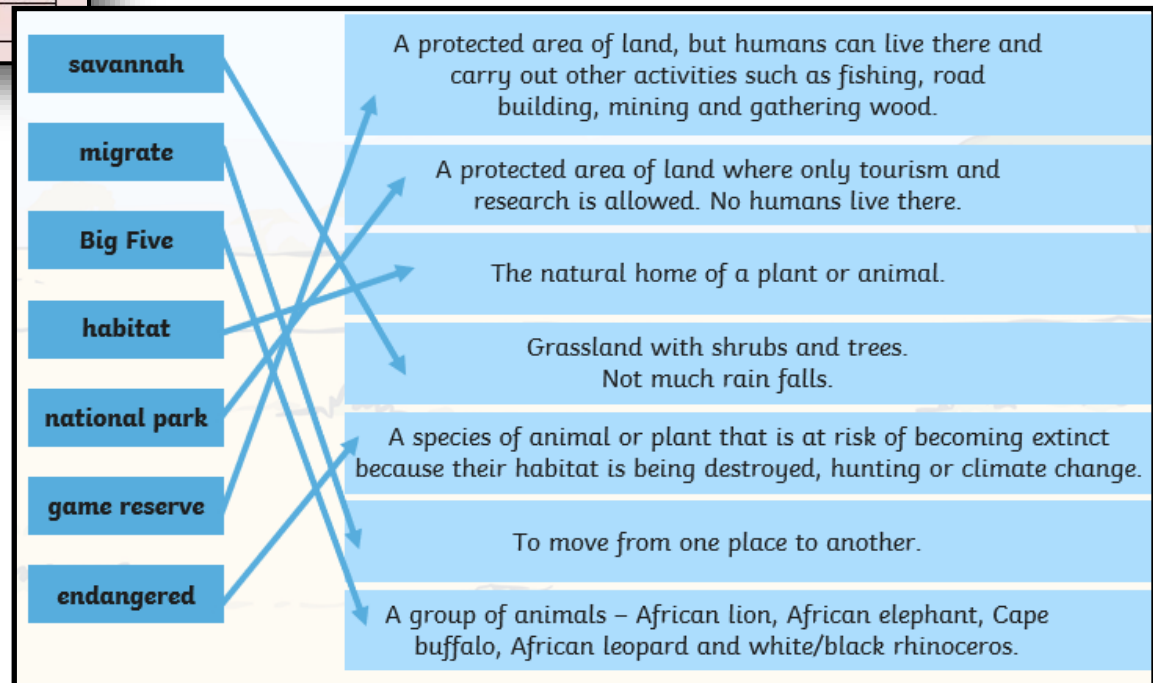 savannah
migrate
Big Five
habitat
national park
game reserve
endangered
A protected area of land, but humans can live there and
carry out other activities such as fishing, road
building, mining and gathering wood.
A protected area of land where only tourism and
research is allowed. No humans live there.
The natural home of a plant or animal.
Grassland with shrubs and trees.
Not much rain falls.
A species of animal or plant that is at risk of becoming extinct
because their habitat is being destroyed, hunting or climate change.
To move from one place to another.
A group of animals – African lion, African elephant, Cape
buffalo, African leopard and white/black rhinoceros.